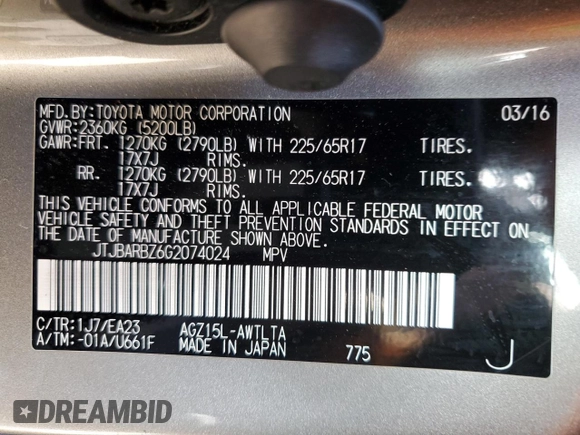 MFD.BY:TOYOTA MOTOR CORPORATION 03/16
GVWR:2360KG (5200LB)
GAWR:FRT. 1270KG (2790LB) WITH 225/65R17 TIRES.
17X7J RIMS.
RR. 1270KG (2790LB) WITH 225/65R17 TIRES.
17X7J RIMS.
THIS VEHICLE CONFORMS TO ALL APPLICABLE FEDERAL MOTOR
VEHICLE SAFETY AND THEFT PREVENTION STANDARDS IN EFFECT ON
THE DATE OF MANUFACTURE SHOWN ABOVE.
JTJBARBZ6G2074024 MPV
C/TR:1J7/EA23 AGZ15L-AWTLTA
A/TM:-01A/U661F MADE IN JAPAN 775 J
DREAMBID